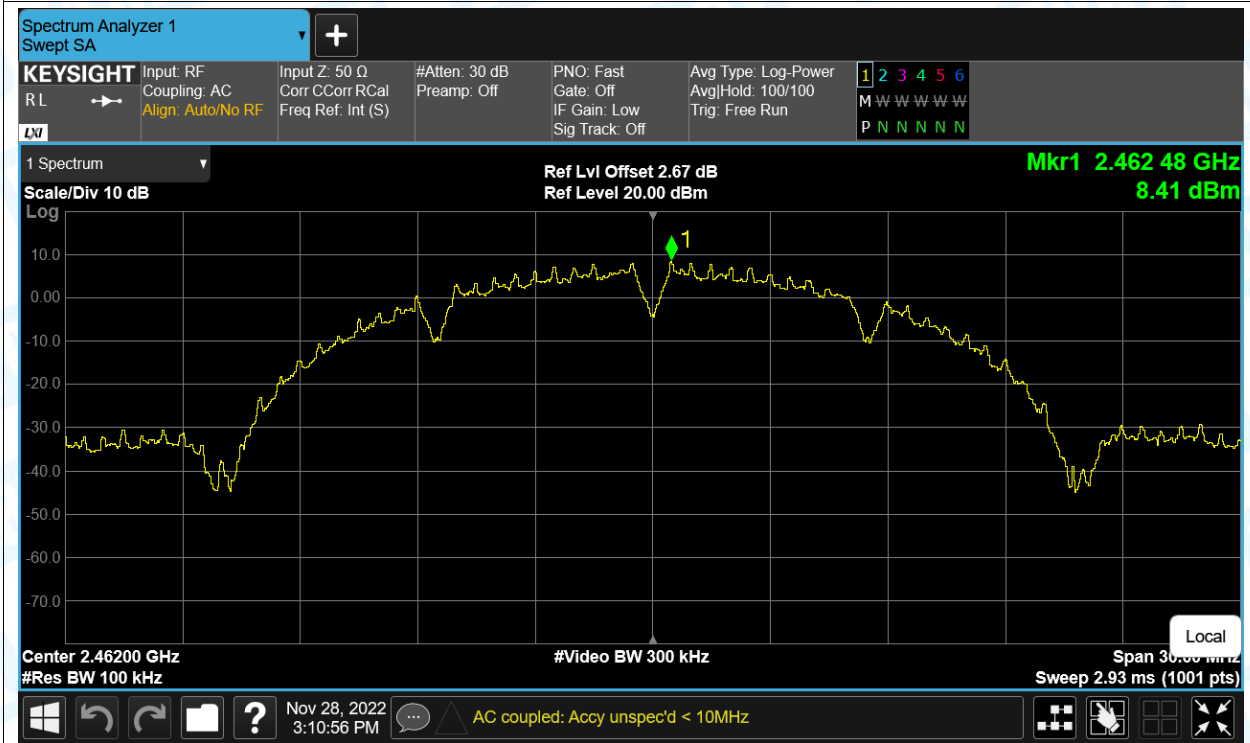 Spectrum Analyzer 1
Swept SA
+
KEYSIGHT
R L
LXI
Input: RF
Coupling: AC
Align: Auto/No RF
Input Z: 50 Ω
Corr CCorr RCal
Freq Ref: Int (S)
#Atten: 30 dB
Preamp: Off
PNO: Fast
Gate: Off
IF Gain: Low
Sig Track: Off
Avg Type: Log-Power
Avg|Hold: 100/100
Trig: Free Run
1 2 3 4 5 6
M W W W W W
P N N N N N
1 Spectrum
Scale/Div 10 dB
Ref Lvl Offset 2.67 dB
Ref Level 20.00 dBm
Mkr1 2.462 48 GHz
8.41 dBm
Log
1
10.0
0.00
-10.0
-20.0
-30.0
-40.0
-50.0
-60.0
-70.0
Local
Center 2.46200 GHz
#Res BW 100 kHz
#Video BW 300 kHz
Span 30.00 MHz
Sweep 2.93 ms (1001 pts)
?
Nov 28, 2022
3:10:56 PM
AC coupled: Accy unspec'd < 10MHz